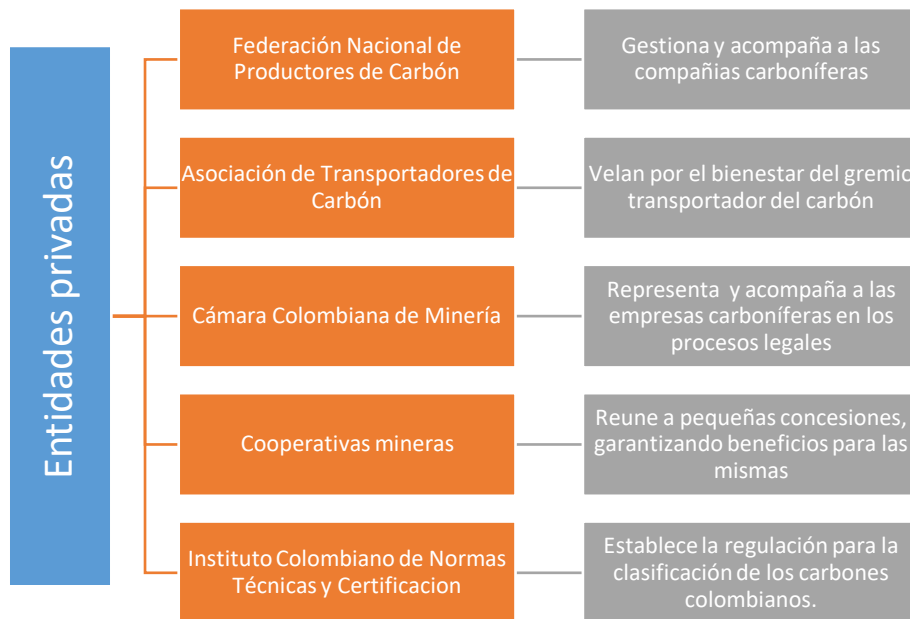 Entidades privadas
Federación Nacional de
Productores de Carbón
Gestiona y acompaña a las
compañias carboníferas
Asociación de Transportadores de
Carbón
Velan por el bienestar del gremio
transportador del carbón
Cámara Colombiana de Minería
Representa y acompaña a las
empresas carboníferas en los
procesos legales
Cooperativas mineras
Reune a pequeñas concesiones,
garantizando beneficios para las
mismas
Instituto Colombiano de Normas
Técnicas y Certificacion
Establece la regulación para la
clasificación de los carbones
colombianos.